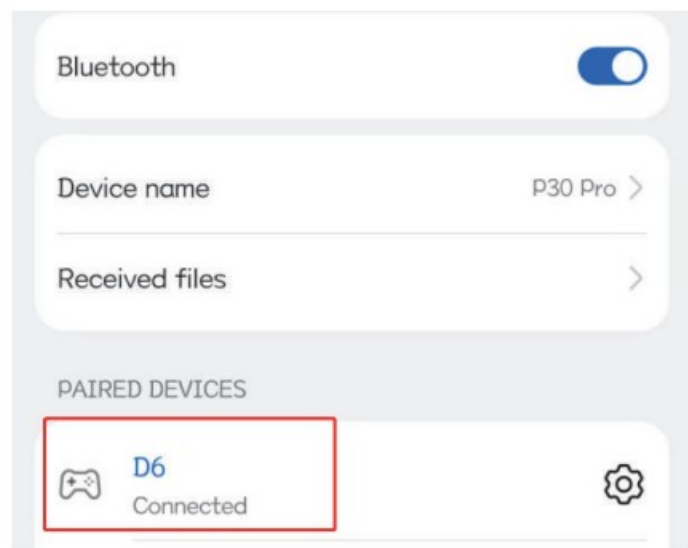 Bluetooth
Device name P30 Pro
Received files
PAIRED DEVICES
D6
Connected